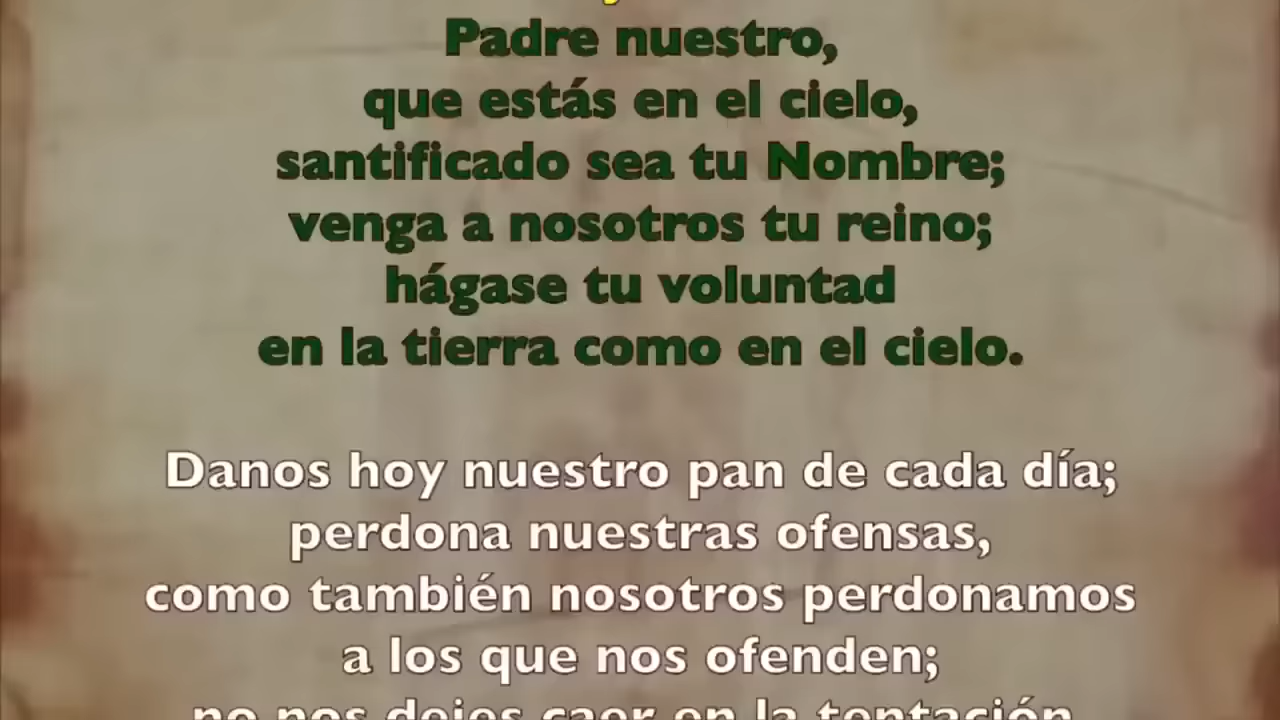 Padre nuestro,
que estás en el cielo,
santificado sea tu Nombre;
venga a nosotros tu reino;
hágase tu voluntad
en la tierra como en el cielo.
Danos hoy nuestro pan de cada día;
perdona nuestras ofensas,
como también nosotros perdonamos
a los que nos ofenden;
no nos dejes caer en la tentación